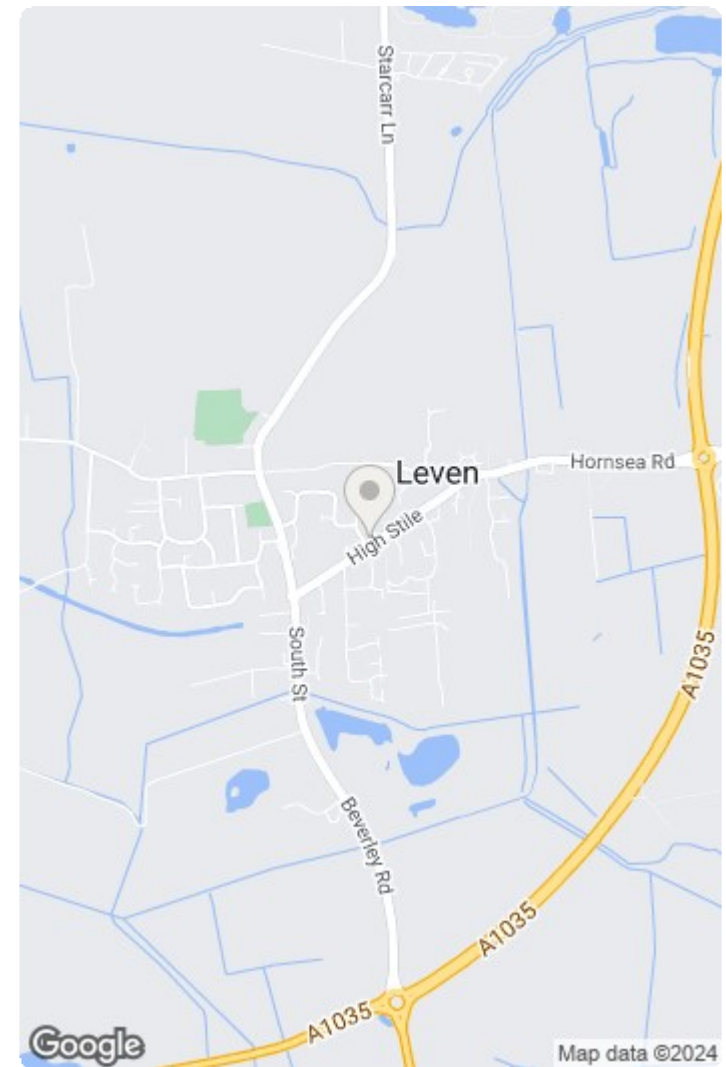 Starcarr Ln
Leven
Hornsea Rd
High Stile
South St
A1035
Beverley Rd
A1035
A1035
Google
Map data ©2024